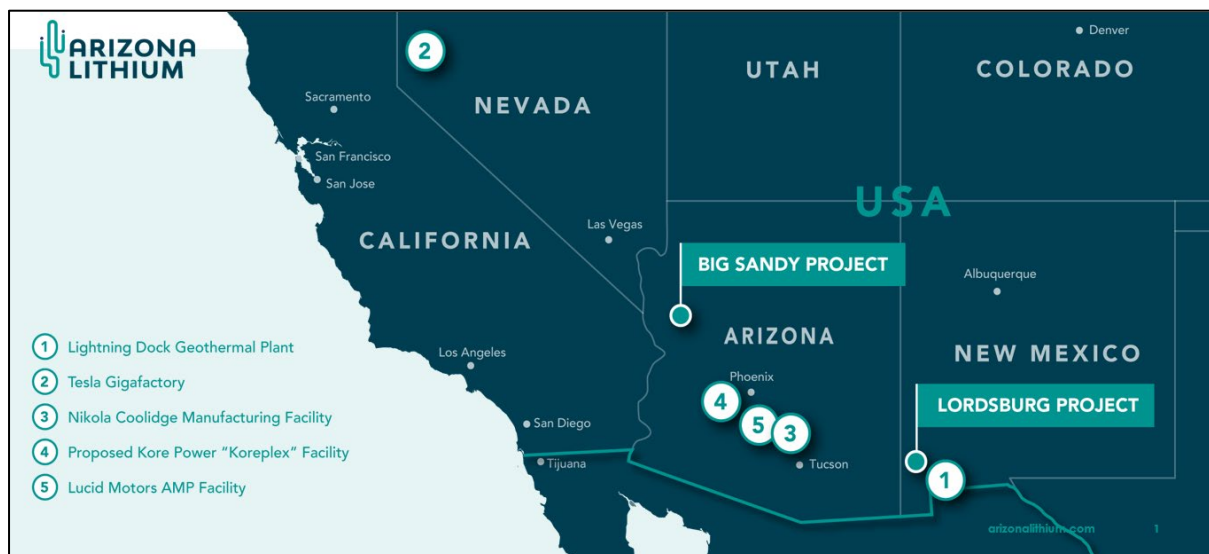 ARIZONA
LITHIUM
2
Denver
UTAH
COLORADO
NEVADA
Sacramento
San Francisco
San Jose
USA
Las Vegas
CALIFORNIA
BIG SANDY PROJECT
Albuquerque
ARIZONA
NEW MEXICO
Los Angeles
Phoenix
4
5
3
LORDSBURG PROJECT
San Diego
Tijuana
Tucson
1
1 Lightning Dock Geothermal Plant
2 Tesla Gigafactory
3 Nikola Coolidge Manufacturing Facility
4 Proposed Kore Power “Koreplex” Facility
5 Lucid Motors AMP Facility
arizonalithium.com 1